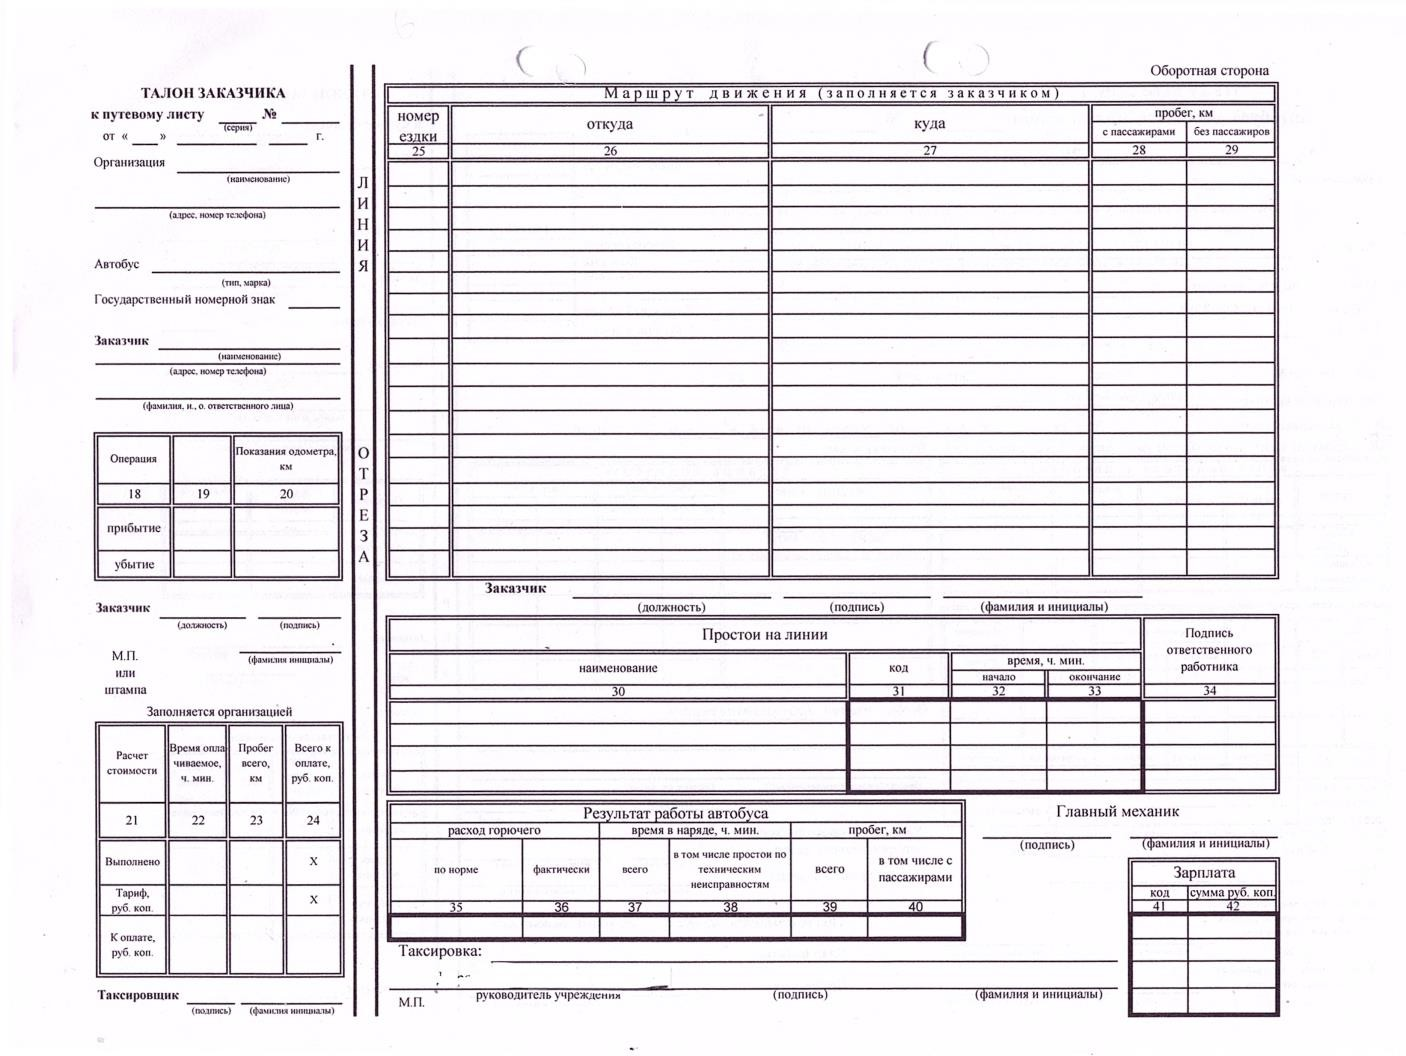 Оборотная сторона
ТАЛОН ЗАКАЗЧИКА
к путевому листу ____ № ____
(серия)
от « ___ » ____ ____ г.
Организация
(наименование)
(адрес, номер телефона)
Автобус
(тип, марка)
Государственный номерной знак
Заказчик
(наименование)
(адрес, номер телефона)
(фамилия, и., о. ответственного лица)
Операция
Показания одометра,
км
18 19 20
прибытие
убытие
Заказчик
(должность) (подпись)
(фамилия инициалы)
М.П.
или
штампа
Заполняется организацией
Расчет
стоимости
Время опла
чиваемое,
ч. мин.
Пробег
всего,
км
Всего к
оплате,
руб. коп.
21 22 23 24
Выполнено X
Тариф,
руб. коп. X
К оплате,
руб. коп.
Таксировщик
(подпись) (фамилия инициалы)
ЛИНИЯ
ОТРЕЗА
Маршрут движения (заполняется заказчиком)
номер
ездки
откуда
куда
пробег, км
с пассажирами без пассажиров
25 26 27 28 29
Заказчик
(должность) (подпись) (фамилия и инициалы)
Простои на линии
наименование
код
время, ч. мин.
начало окончание
Подпись
ответственного
работника
30 31 32 33 34
Результат работы автобуса
расход горючего время в наряде, ч. мин. пробег, км
по норме
фактически
всего
в том числе простои по
техническим
неисправностям
всего
в том числе с
пассажирами
35 36 37 38 39 40
Главный механик
(подпись) (фамилия и инициалы)
Зарплата
код сумма руб. коп.
41 42
Таксировка:
М.П.
руководитель учреждения (подпись) (фамилия и инициалы)